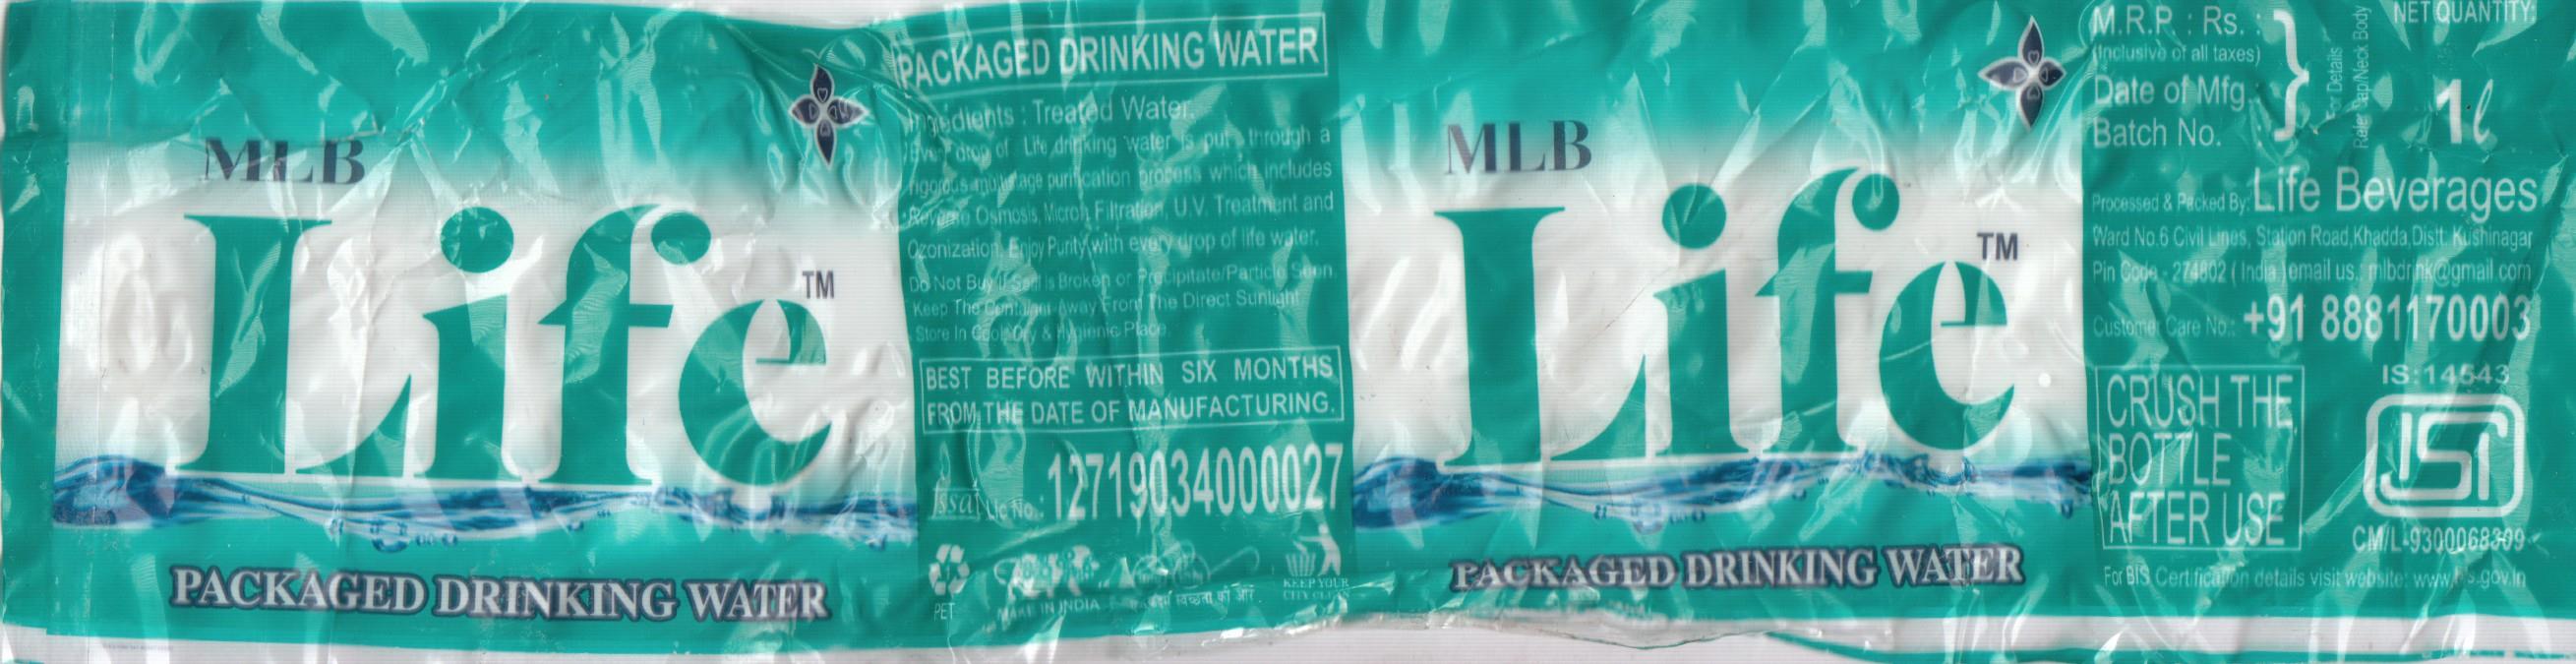 MLB
Life
TM
PACKAGED DRINKING WATER
PACKAGED DRINKING WATER
Ingredients : Treated Water.
Every drop of Life drinking water is put through a
rigorous multistage purification process which includes
Reverse Osmosis, Micron Filtration, U.V. Treatment and
Ozonization. Enjoy Purity with every drop of life water.
Do Not Buy If Seal is Broken or Precipitate/Particle Seen.
Keep The Container Away From The Direct Sunlight
Store In Cool, Dry & Hygienic Place.
BEST BEFORE WITHIN SIX MONTHS
FROM THE DATE OF MANUFACTURING.
fssai Lic No.: 12719034000027
PET
MAKE IN INDIA
कदम स्वच्छता की ओर
KEEP YOUR
CITY CLEAN
MLB
Life
TM
PACKAGED DRINKING WATER
M.R.P. : Rs. :
(Inclusive of all taxes)
Date of Mfg. :
Batch No. :
For Details
Refer Cap/Neck Body
NET QUANTITY:
1ℓ
Processed & Packed By: Life Beverages
Ward No.6 Civil Lines, Station Road, Khadda, Distt. Kushinagar
Pin Code - 274802 ( India ) email us.: mlbdrink@gmail.com
Customer Care No.: +91 8881170003
CRUSH THE
BOTTLE
AFTER USE
IS:14543
ISI
CM/L-9300068309
For BIS Certification details visit website: www.bis.gov.in